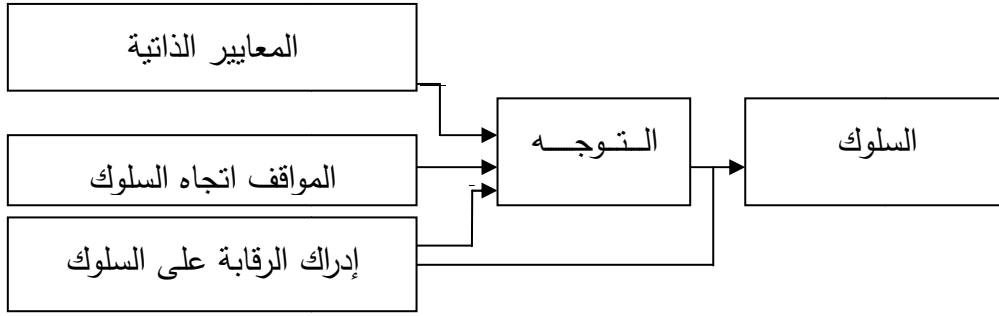 المعايير الذاتية
المواقف اتجاه السلوك
إدراك الرقابة على السلوك
التوجه
السلوك